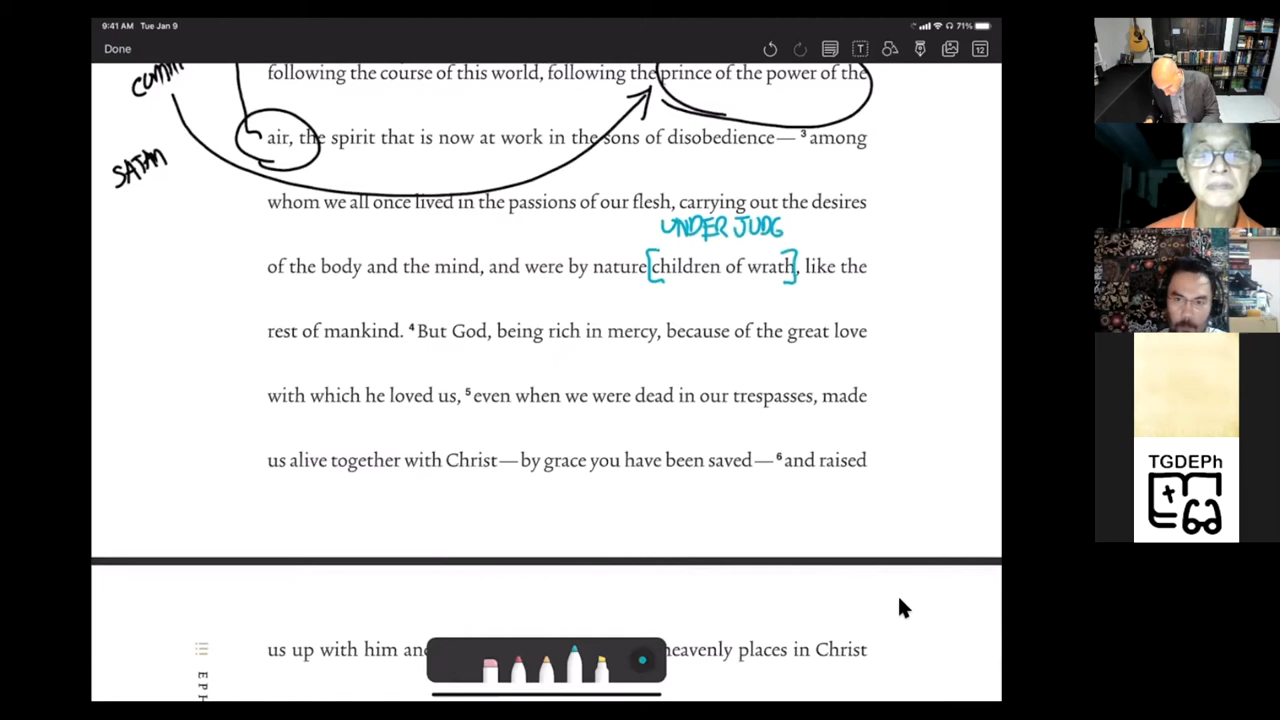 9:41 AM Tue Jan 9
71%
Done
12
following the course of this world, following the prince of the power of the
air, the spirit that is now at work in the sons of disobedience— ³ among
SATAN
whom we all once lived in the passions of our flesh, carrying out the desires
UNDER JUDG
of the body and the mind, and were by nature [children of wrath], like the
rest of mankind. ⁴ But God, being rich in mercy, because of the great love
with which he loved us, ⁵ even when we were dead in our trespasses, made
us alive together with Christ—by grace you have been saved— ⁶ and raised
us up with him and
heavenly places in Christ
EPH
TGDEPh